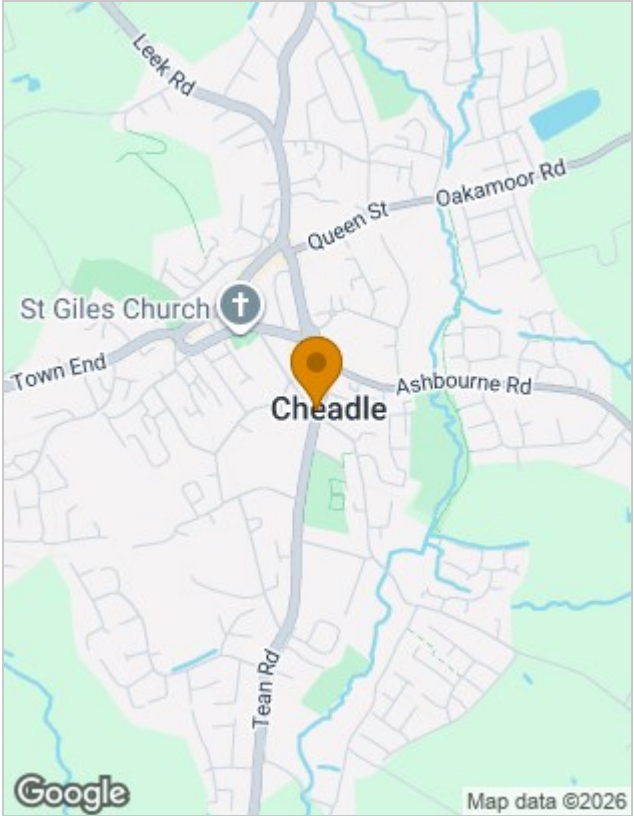 Leek Rd
Oakamoor Rd
Queen St
St Giles Church
Town End
Ashbourne Rd
Cheadle
Tean Rd
Google
Map data ©2026